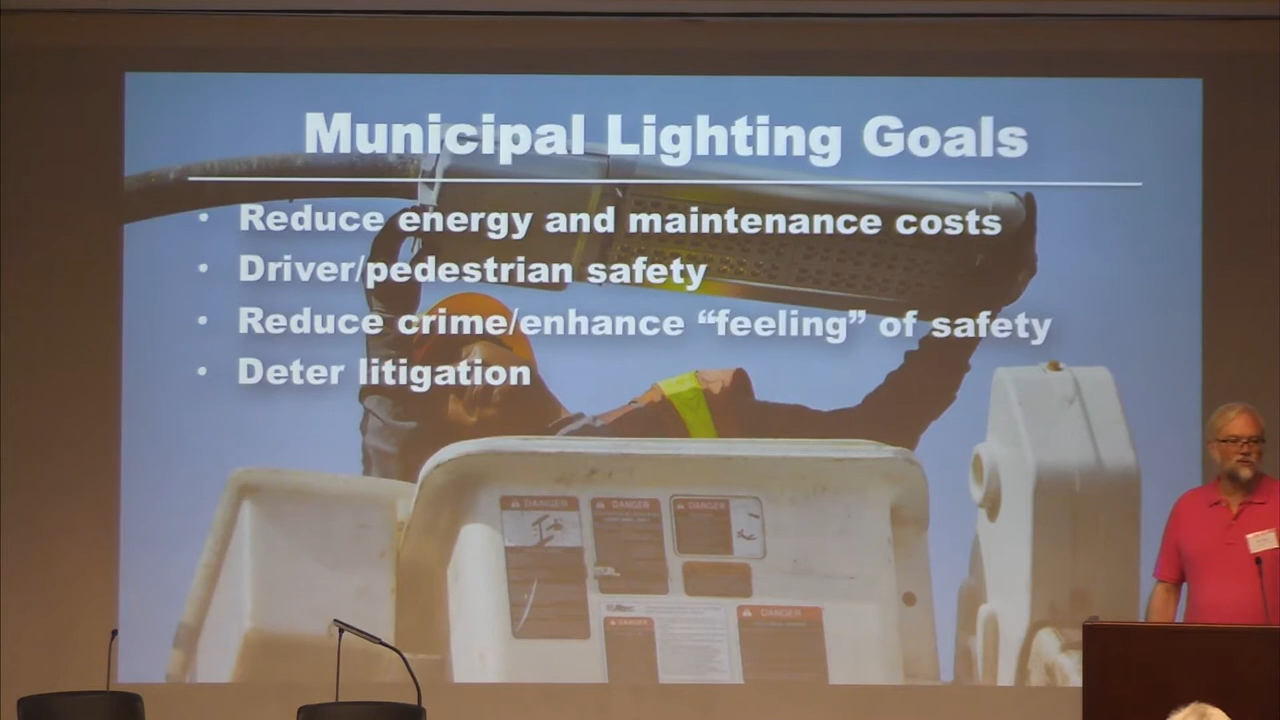 Municipal Lighting Goals
• Reduce energy and maintenance costs
• Driver/pedestrian safety
• Reduce crime/enhance “feeling” of safety
• Deter litigation
DANGER
DANGER
DANGER
DANGER
DANGER